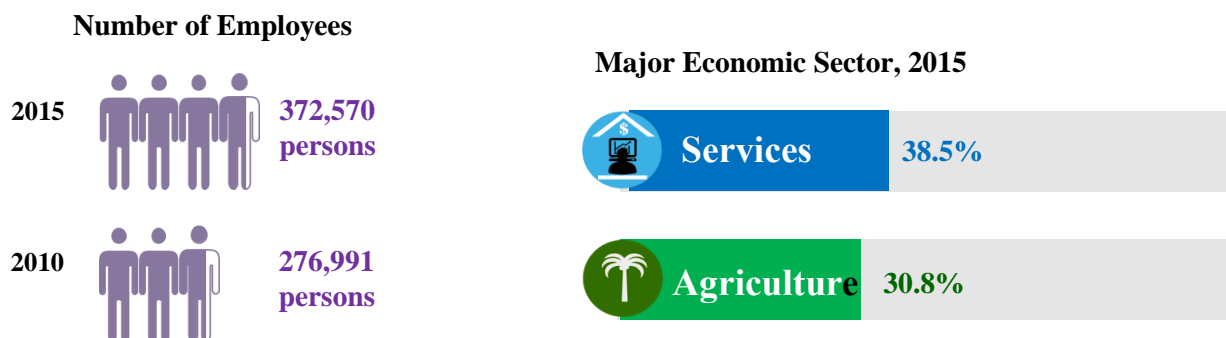 Number of Employees
2015
372,570
persons
2010
276,991
persons
Major Economic Sector, 2015
$
Services
38.5%
Agriculture
30.8%